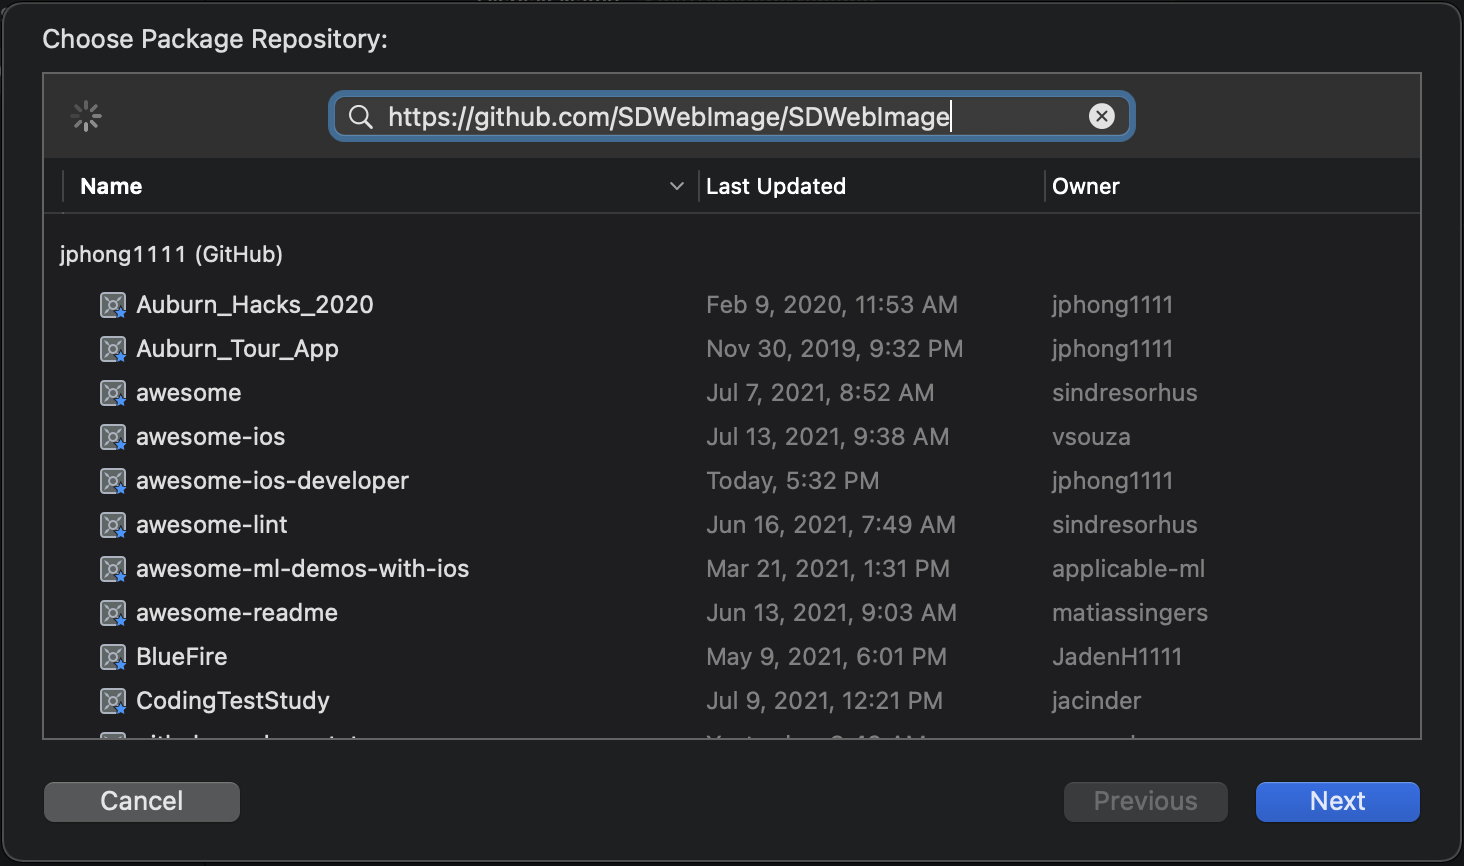 Choose Package Repository:
https://github.com/SDWebImage/SDWebImage
Name Last Updated Owner
jphong1111 (GitHub)
Auburn_Hacks_2020 Feb 9, 2020, 11:53 AM jphong1111
Auburn_Tour_App Nov 30, 2019, 9:32 PM jphong1111
awesome Jul 7, 2021, 8:52 AM sindresorhus
awesome-ios Jul 13, 2021, 9:38 AM vsouza
awesome-ios-developer Today, 5:32 PM jphong1111
awesome-lint Jun 16, 2021, 7:49 AM sindresorhus
awesome-ml-demos-with-ios Mar 21, 2021, 1:31 PM applicable-ml
awesome-readme Jun 13, 2021, 9:03 AM matiassingers
BlueFire May 9, 2021, 6:01 PM JadenH1111
CodingTestStudy Jul 9, 2021, 12:21 PM jacinder
Cancel Previous Next